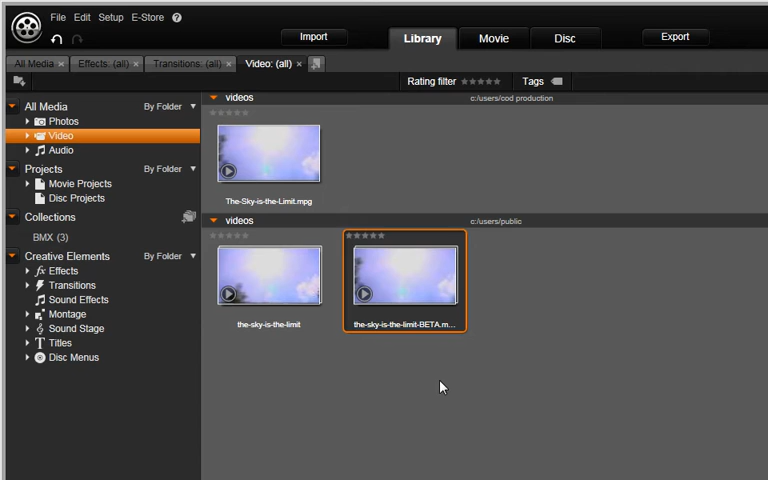 File Edit Setup E-Store ?
Import Library Movie Disc Export
All Media × Effects: (all) × Transitions: (all) × Video: (all) ×
Rating filter Tags
All Media By Folder
Photos
Video
Audio
Projects By Folder
Movie Projects
Disc Projects
Collections
BMX (3)
Creative Elements By Folder
fx Effects
Transitions
Sound Effects
Montage
Sound Stage
T Titles
Disc Menus
videos c:/users/cod production
The-Sky-is-the-Limit.mpg
videos c:/users/public
the-sky-is-the-limit the-sky-is-the-limit-BETA.m...